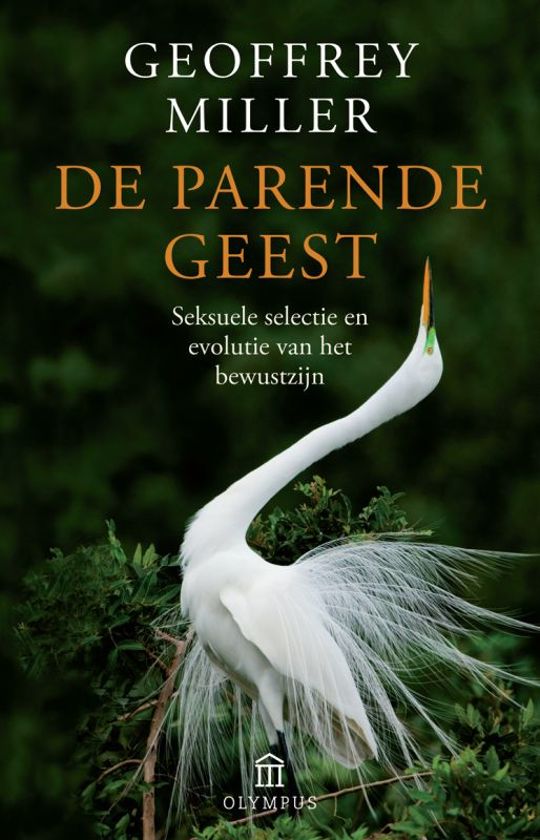 GEOFFREY
MILLER
DE PARENDE
GEEST
Seksuele selectie en
evolutie van het
bewustzijn
OLYMPUS